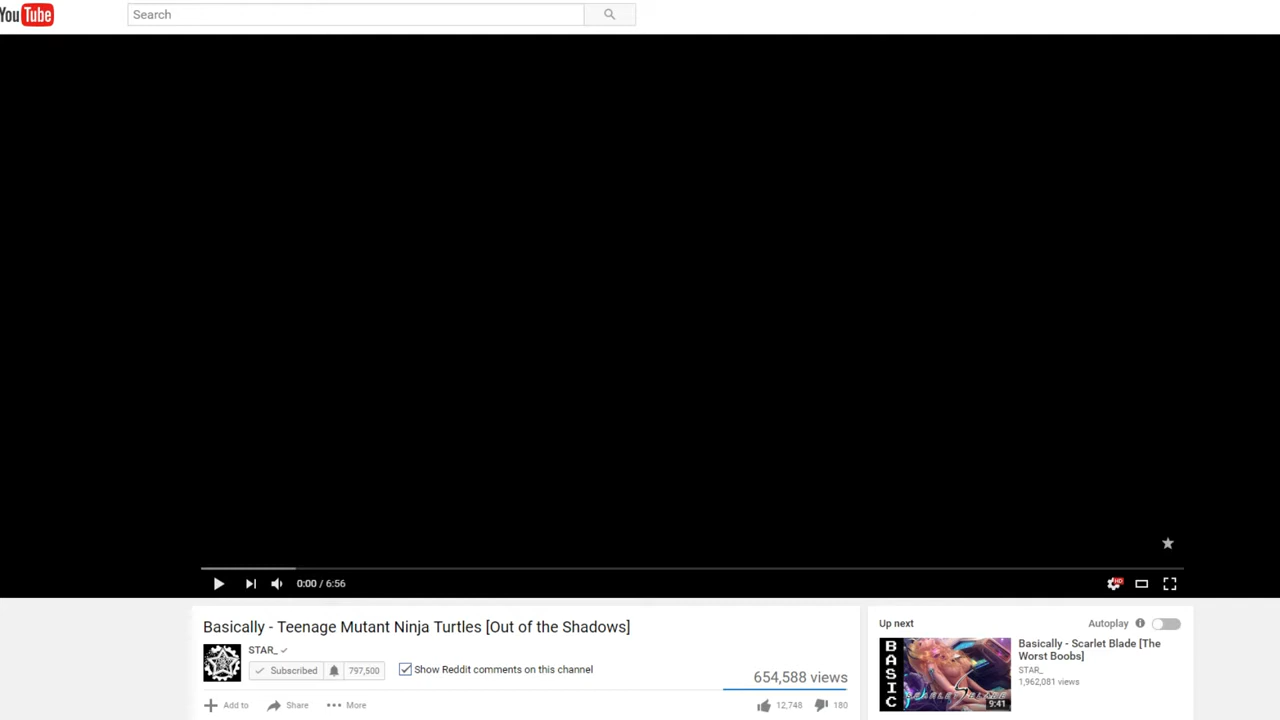 YouTube
Search
0:00 / 6:56
HD
Basically - Teenage Mutant Ninja Turtles [Out of the Shadows]
STAR_
Subscribed 797,500
Show Reddit comments on this channel
654,588 views
Add to Share More
12,748 180
Up next
Autoplay
BASIC
9:41
Basically - Scarlet Blade [The
Worst Boobs]
STAR_
1,962,081 views